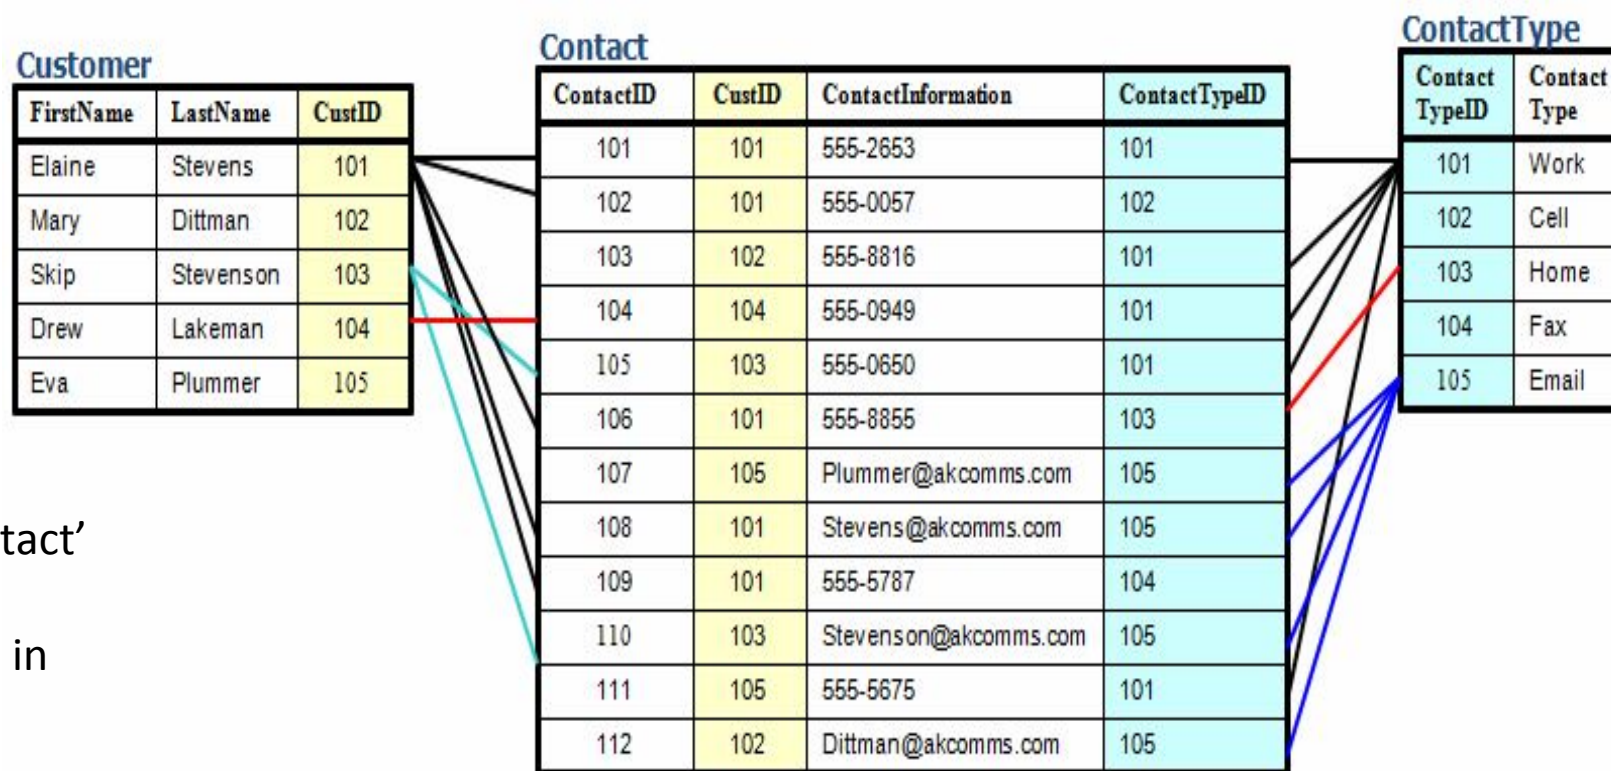 Customer
FirstName LastName CustID
Elaine Stevens 101
Mary Dittman 102
Skip Stevenson 103
Drew Lakeman 104
Eva Plummer 105
tact’
in
Contact
ContactID CustID ContactInformation ContactTypeID
101 101 555-2653 101
102 101 555-0057 102
103 102 555-8816 101
104 104 555-0949 101
105 103 555-0650 101
106 101 555-8855 103
107 105 Plummer@akcomms.com 105
108 101 Stevens@akcomms.com 105
109 101 555-5787 104
110 103 Stevenson@akcomms.com 105
111 105 555-5675 101
112 102 Dittman@akcomms.com 105
ContactType
Contact Contact
TypeID Type
101 Work
102 Cell
103 Home
104 Fax
105 Email